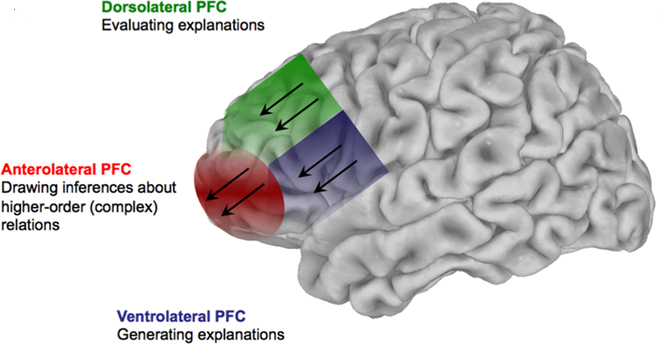 Dorsolateral PFC
Evaluating explanations
Anterolateral PFC
Drawing inferences about
higher-order (complex)
relations
Ventrolateral PFC
Generating explanations